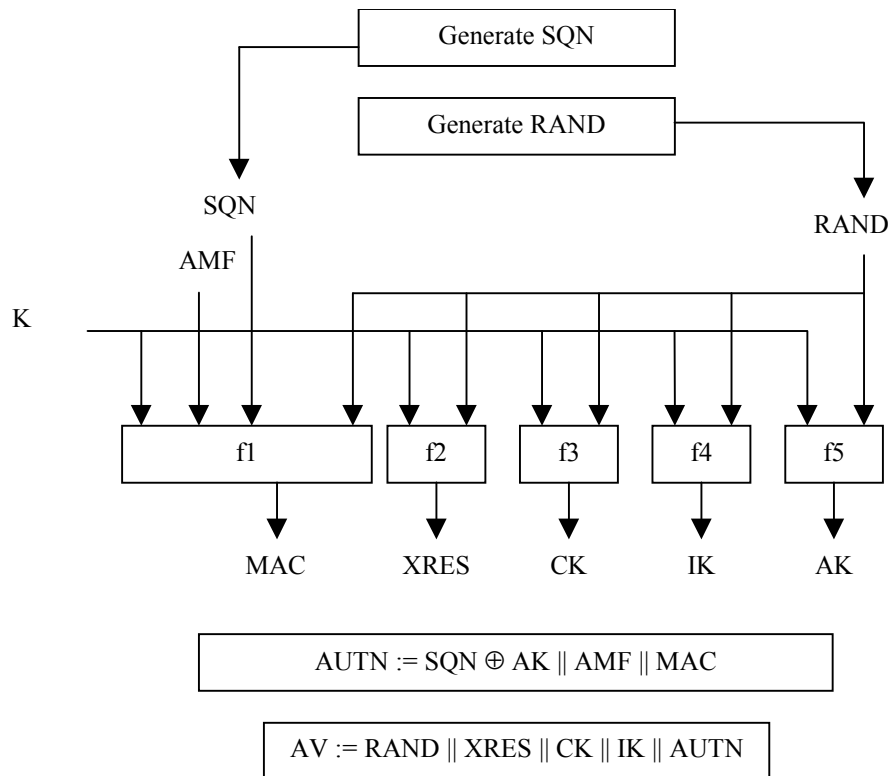 Generate SQN
Generate RAND
SQN
RAND
AMF
K
f1
f2
f3
f4
f5
MAC
XRES
CK
IK
AK
AUTN := SQN ⊕ AK || AMF || MAC
AV := RAND || XRES || CK || IK || AUTN